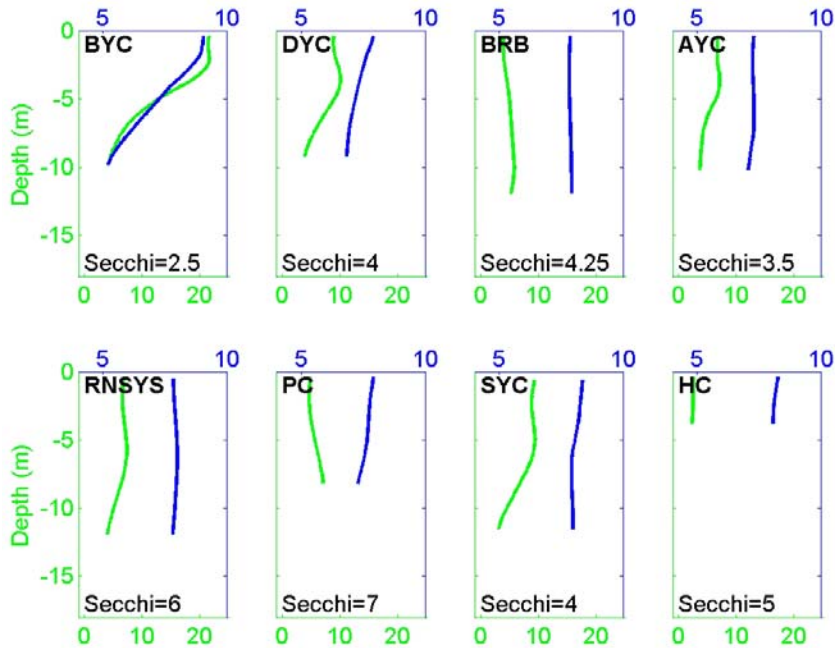 5 10 5 10 5 10 5 10
0 BYC DYC BRB AYC
-5
Depth (m)
-10
-15
Secchi=2.5 Secchi=4 Secchi=4.25 Secchi=3.5
0 10 20 0 10 20 0 10 20 0 10 20
5 10 5 10 5 10 5 10
0 RNSYS PC SYC HC
-5
Depth (m)
-10
-15
Secchi=6 Secchi=7 Secchi=4 Secchi=5
0 10 20 0 10 20 0 10 20 0 10 20